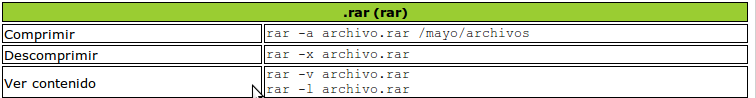 .rar (rar)
Comprimir rar -a archivo.rar /mayo/archivos
Descomprimir rar -x archivo.rar
Ver contenido rar -v archivo.rar
rar -l archivo.rar